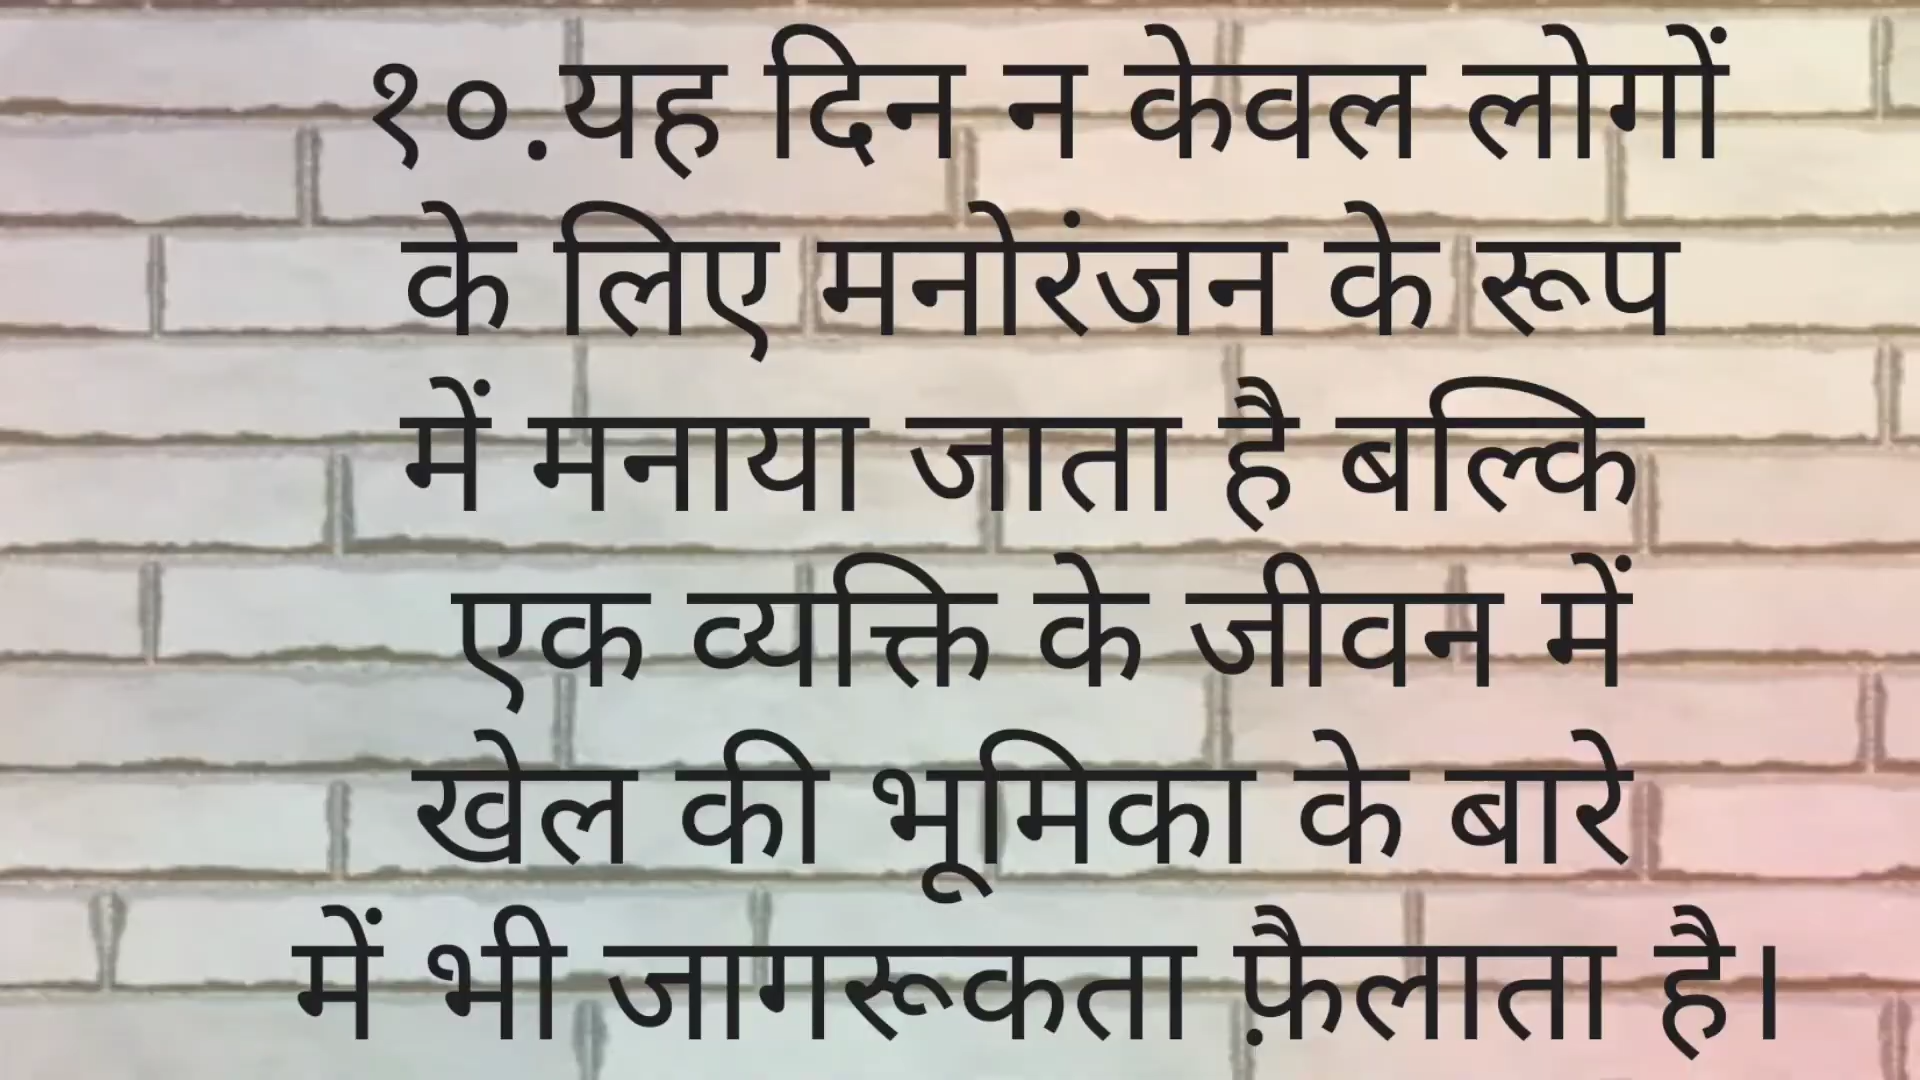 १०.यह दिन न केवल लोगों
के लिए मनोरंजन के रूप
में मनाया जाता है बल्कि
एक व्यक्ति के जीवन में
खेल की भूमिका के बारे
में भी जागरूकता फ़ैलाता है।